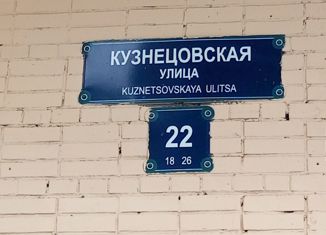 КУЗНЕЦОВСКАЯ
УЛИЦА
KUZNETSOVSKAYA ULITSA
22
18 26